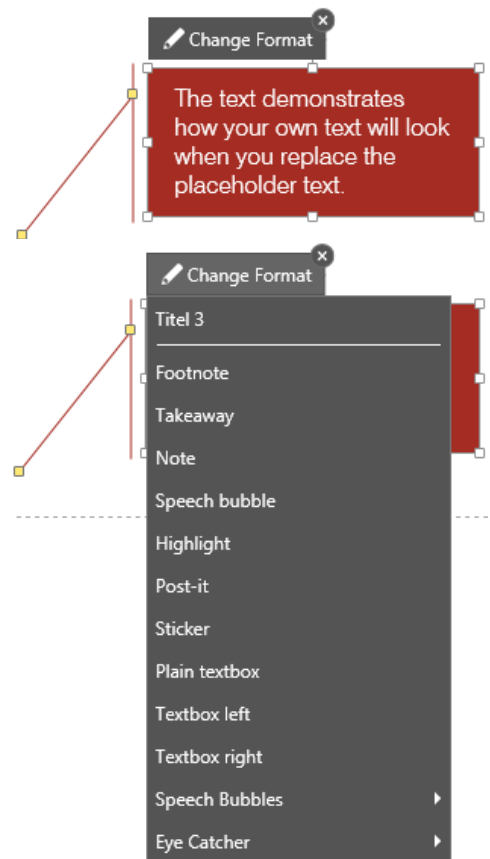 Change Format
The text demonstrates
how your own text will look
when you replace the
placeholder text.
Change Format
Titel 3
Footnote
Takeaway
Note
Speech bubble
Highlight
Post-it
Sticker
Plain textbox
Textbox left
Textbox right
Speech Bubbles
Eye Catcher